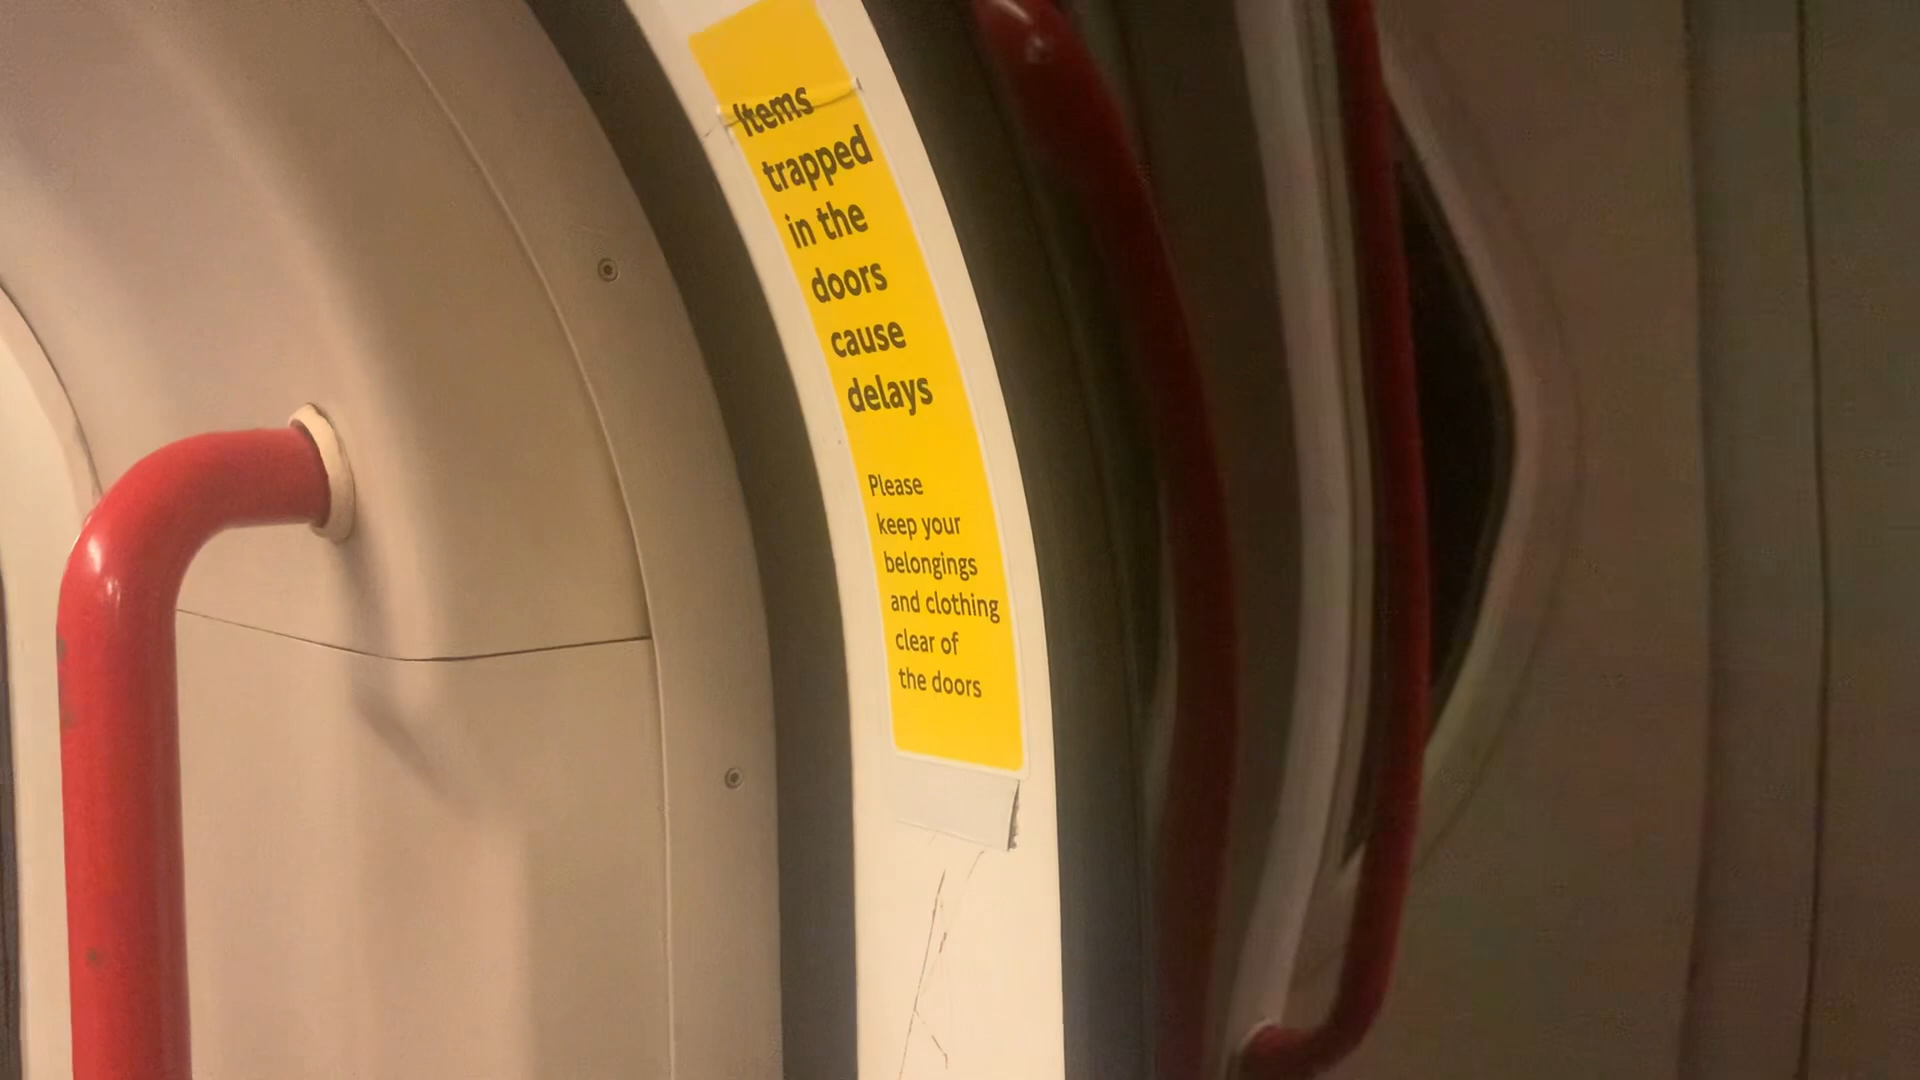 Items
trapped
in the
doors
cause
delays
Please
keep your
belongings
and clothing
clear of
the doors